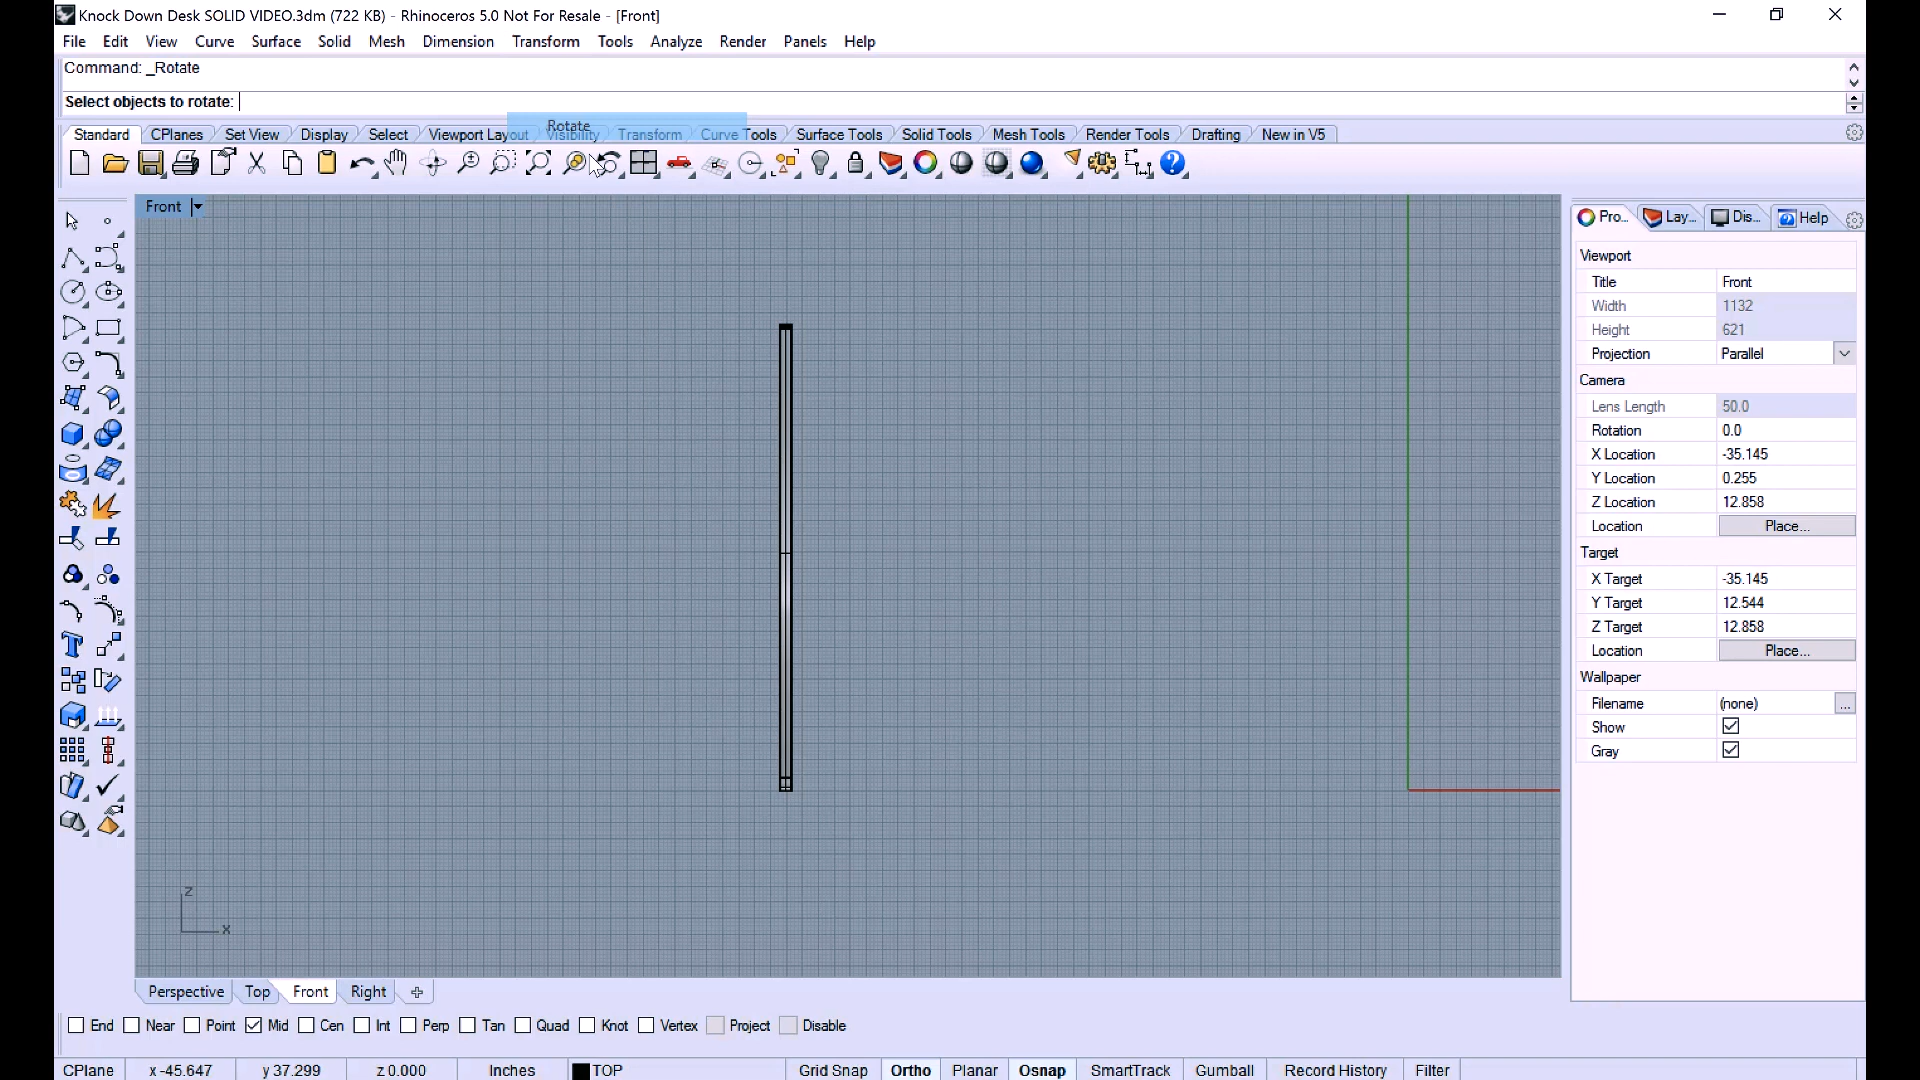 Knock Down Desk SOLID VIDEO.3dm (722 KB) - Rhinoceros 5.0 Not For Resale - [Front]
File Edit View Curve Surface Solid Mesh Dimension Transform Tools Analyze Render Panels Help
Command: _Rotate
Select objects to rotate:
Rotate
Standard CPlanes Set View Display Select Viewport Layout Visibility Transform Curve Tools Surface Tools Solid Tools Mesh Tools Render Tools Drafting New in V5
Front
Pro... Lay... Dis... Help
Viewport
Title Front
Width 1132
Height 621
Projection Parallel
Camera
Lens Length 50.0
Rotation 0.0
X Location -35.145
Y Location 0.255
Z Location 12.858
Location Place...
Target
X Target -35.145
Y Target 12.544
Z Target 12.858
Location Place...
Wallpaper
Filename (none) ...
Show
Gray
z
x
Perspective Top Front Right
End Near Point Mid Cen Int Perp Tan Quad Knot Vertex Project Disable
CPlane x -45.647 y 37.299 z 0.000 Inches TOP Grid Snap Ortho Planar Osnap SmartTrack Gumball Record History Filter